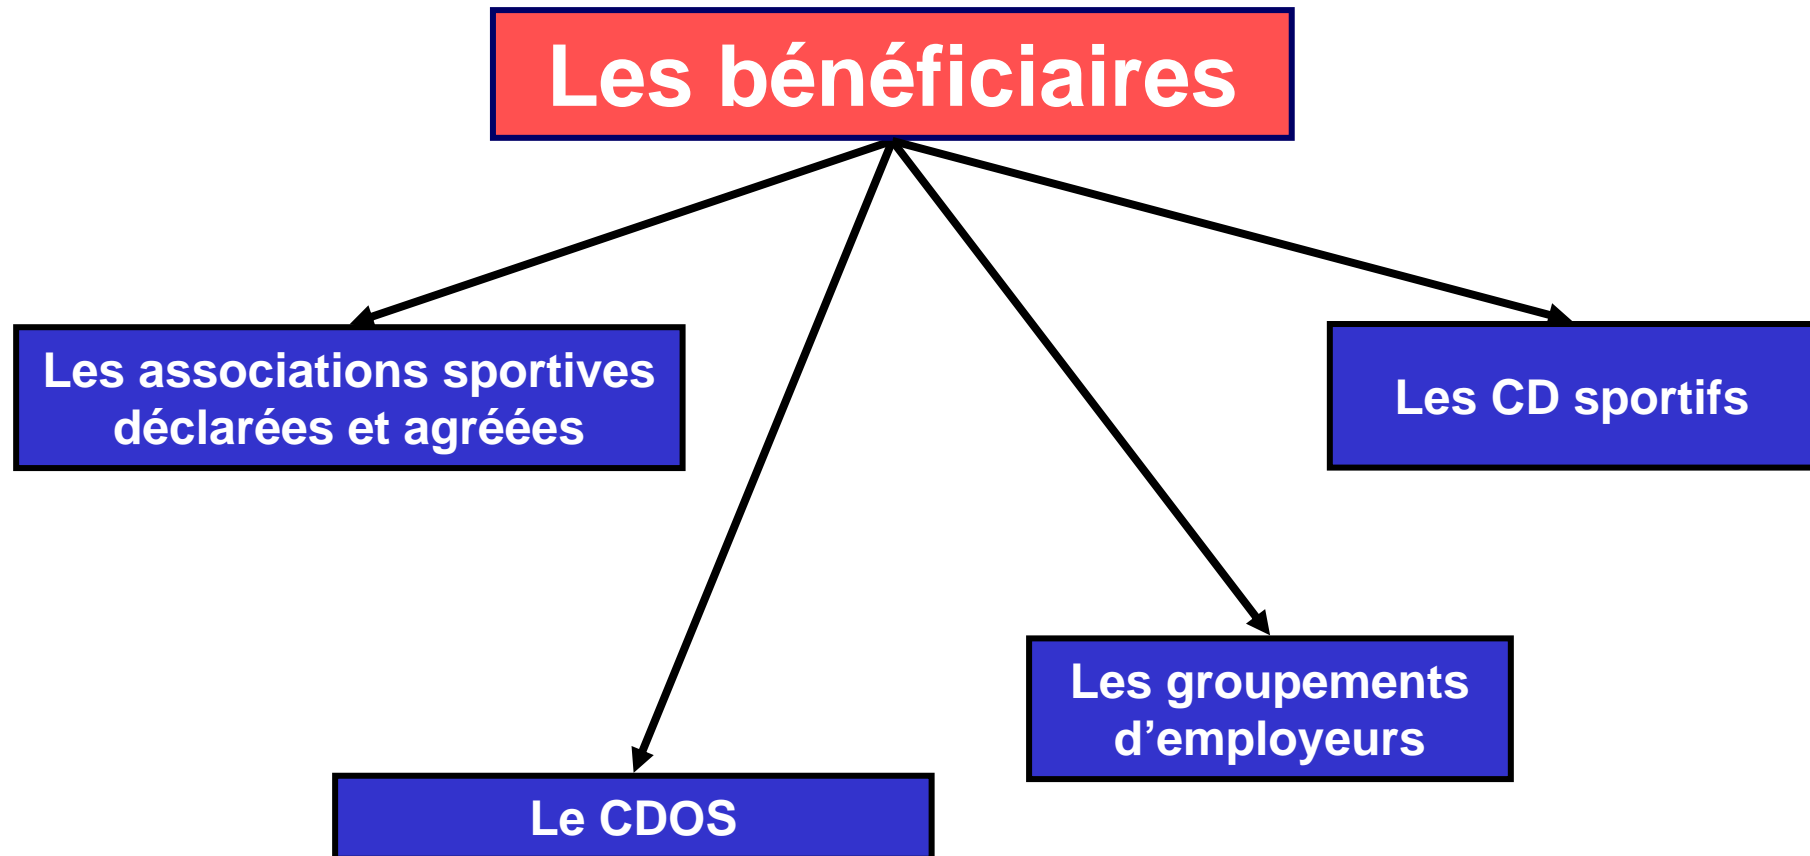 Les bénéficiaires
Les associations sportives
déclarées et agréées
Les CD sportifs
Les groupements
d’employeurs
Le CDOS